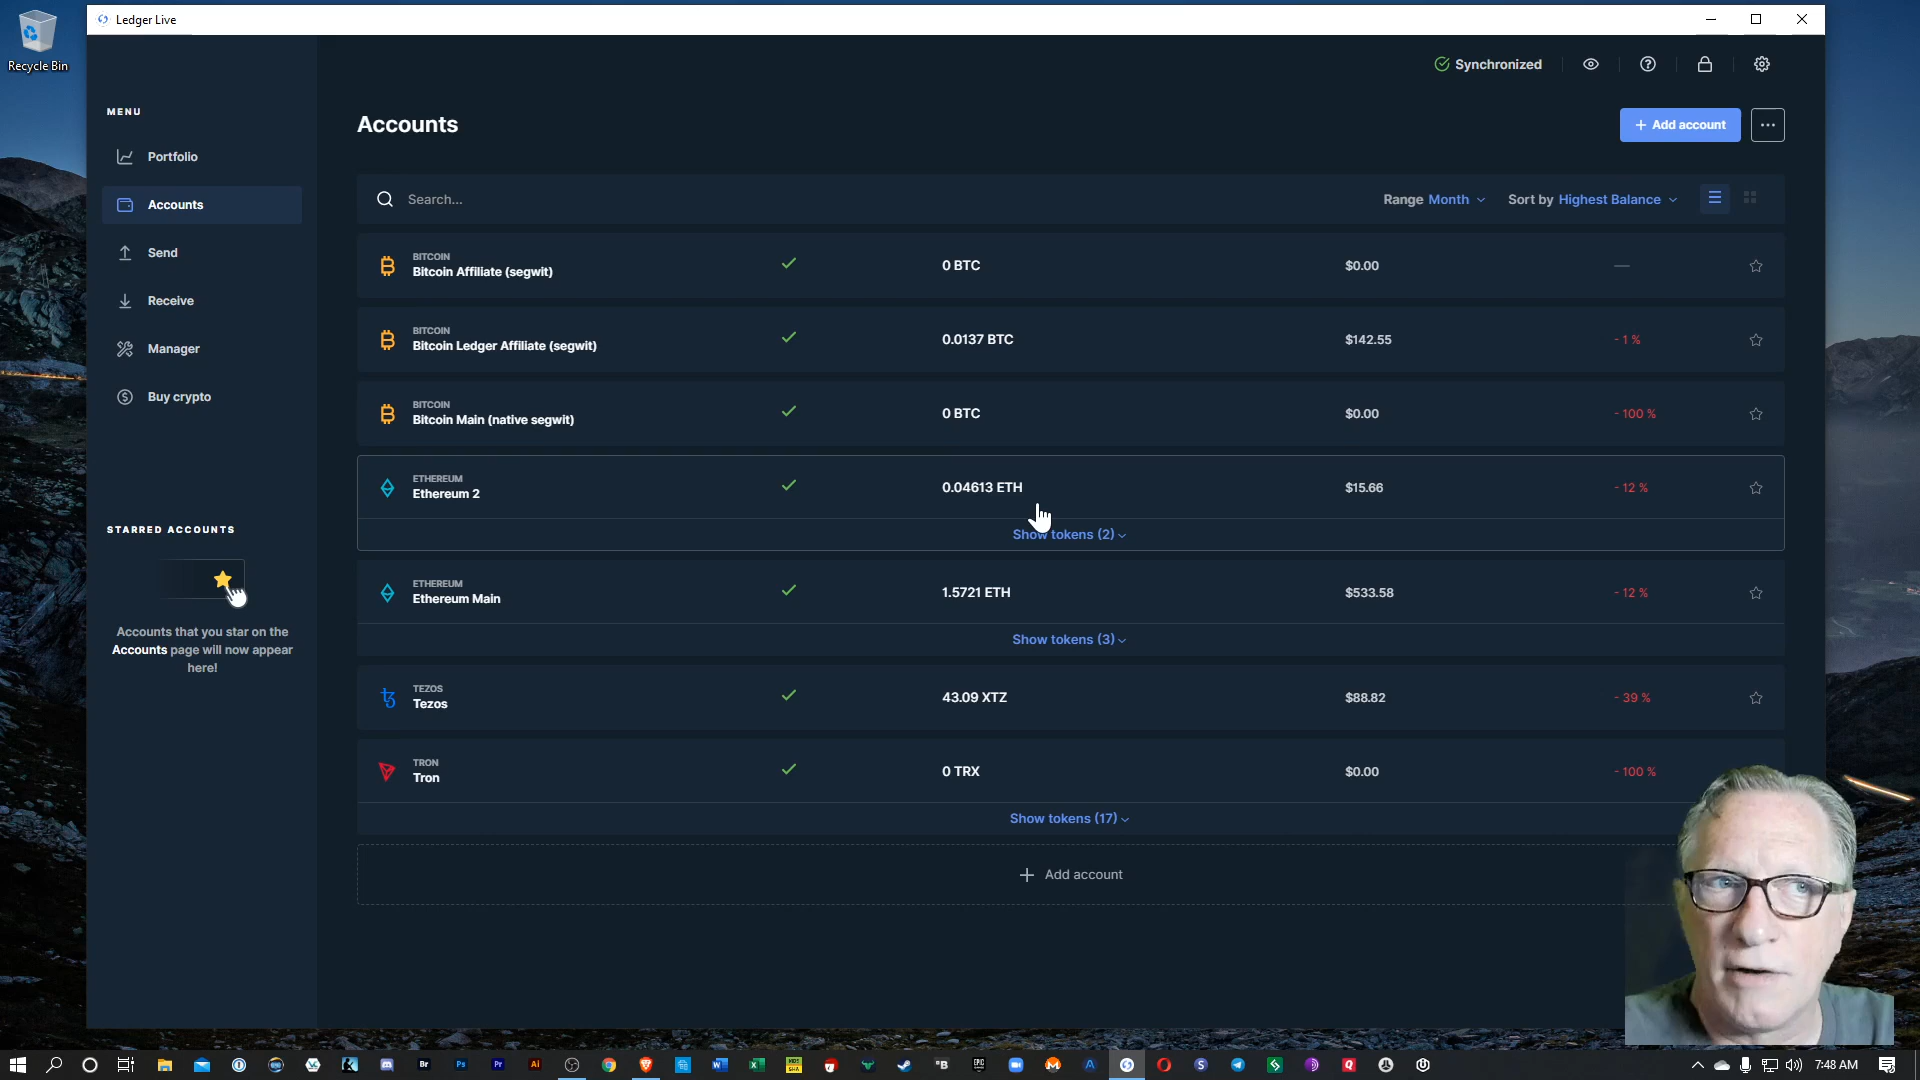 Ledger Live
Recycle Bin
Synchronized
MENU
Accounts
+ Add account
Portfolio
Accounts
Search...
Range Month
Sort by Highest Balance
Send
Receive
Manager
Buy crypto
BITCOIN
Bitcoin Affiliate (segwit)
0 BTC
$0.00
—
BITCOIN
Bitcoin Ledger Affiliate (segwit)
0.0137 BTC
$142.55
- 1 %
BITCOIN
Bitcoin Main (native segwit)
0 BTC
$0.00
- 100 %
ETHEREUM
Ethereum 2
0.04613 ETH
$15.66
- 12 %
Show tokens (2)
STARRED ACCOUNTS
Accounts that you star on the
Accounts page will now appear
here!
ETHEREUM
Ethereum Main
1.5721 ETH
$533.58
- 12 %
Show tokens (3)
TEZOS
Tezos
43.09 XTZ
$88.82
- 39 %
TRON
Tron
0 TRX
$0.00
- 100 %
Show tokens (17)
+ Add account
Br
Ps
Pr
Ai
7:48 AM